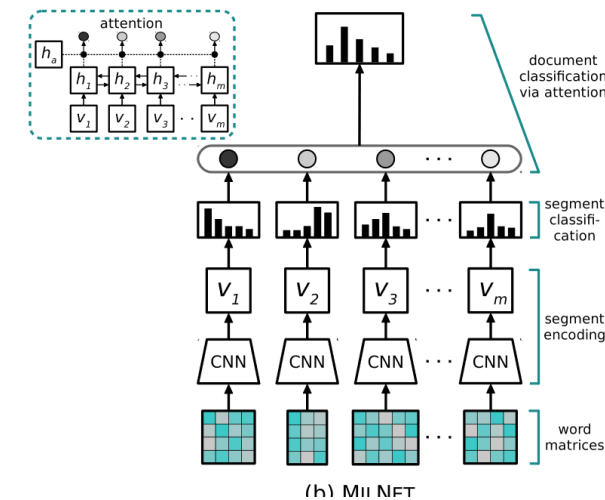 attention
h_a
h_1 h_2 h_3 h_m
v_1 v_2 v_3 . . v_m
document
classification
via attention
. . .
segment
classifi-
cation
. . .
v_1 v_2 v_3 . . . v_m
segment
encoding
CNN CNN CNN . . . CNN
word
matrices
. . .
(b) MILNET